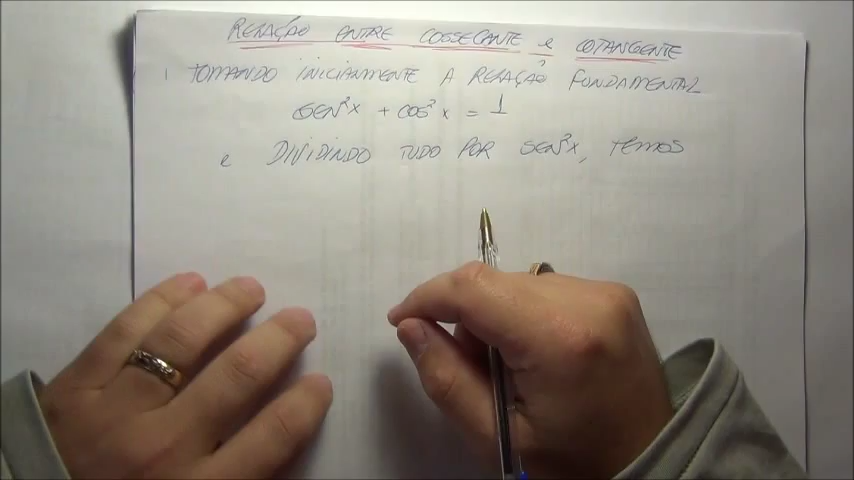 RELAÇÃO ENTRE COSSECANTE e COTANGENTE
TOMANDO INICIALMENTE A RELAÇÃO FUNDAMENTAL
SEN²X + COS²X = 1
e DIVIDINDO TUDO POR SEN²X, TEMOS